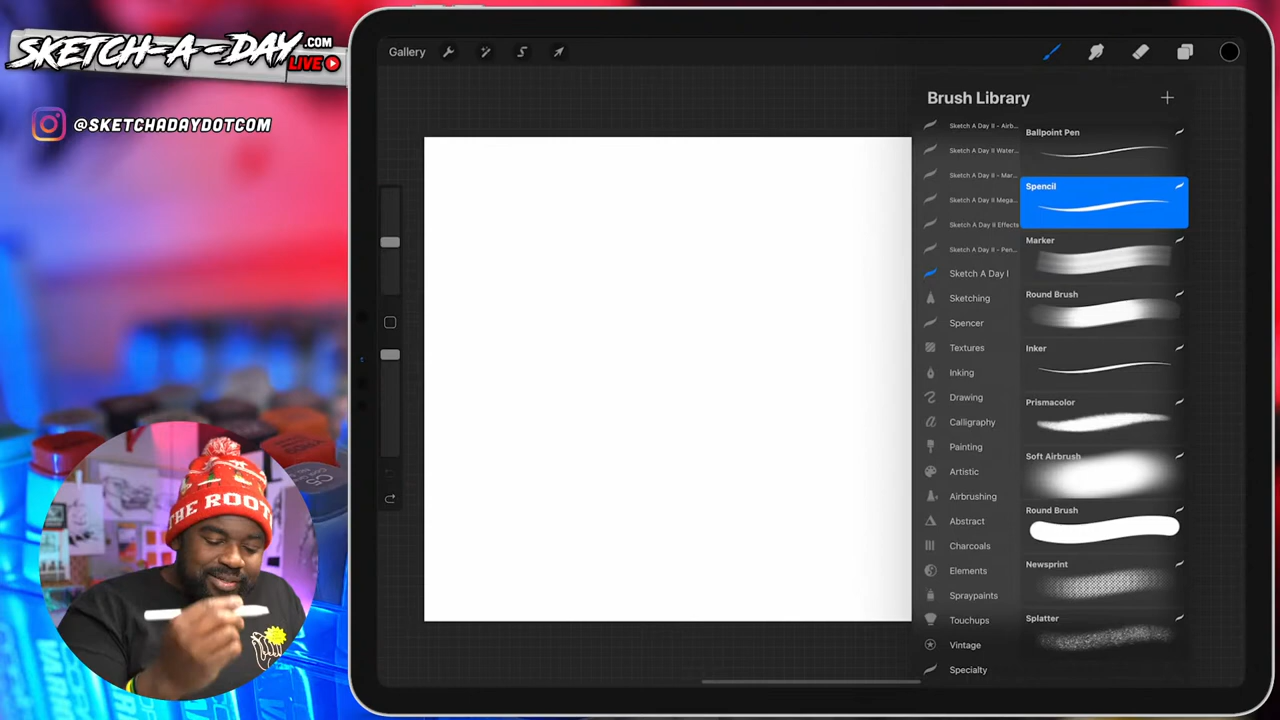 SKETCH-A-DAY.COM
LIVE
@SKETCHADAYDOTCOM
THE ROOT
Gallery
Brush Library
Sketch A Day II - Airb...
Sketch A Day II Water...
Sketch A Day II - Mar...
Sketch A Day II Mega...
Sketch A Day II Effects
Sketch A Day II - Pen...
Sketch A Day I
Sketching
Spencer
Textures
Inking
Drawing
Calligraphy
Painting
Artistic
Airbrushing
Abstract
Charcoals
Elements
Spraypaints
Touchups
Vintage
Specialty
Ballpoint Pen
Spencil
Marker
Round Brush
Inker
Prismacolor
Soft Airbrush
Round Brush
Newsprint
Splatter